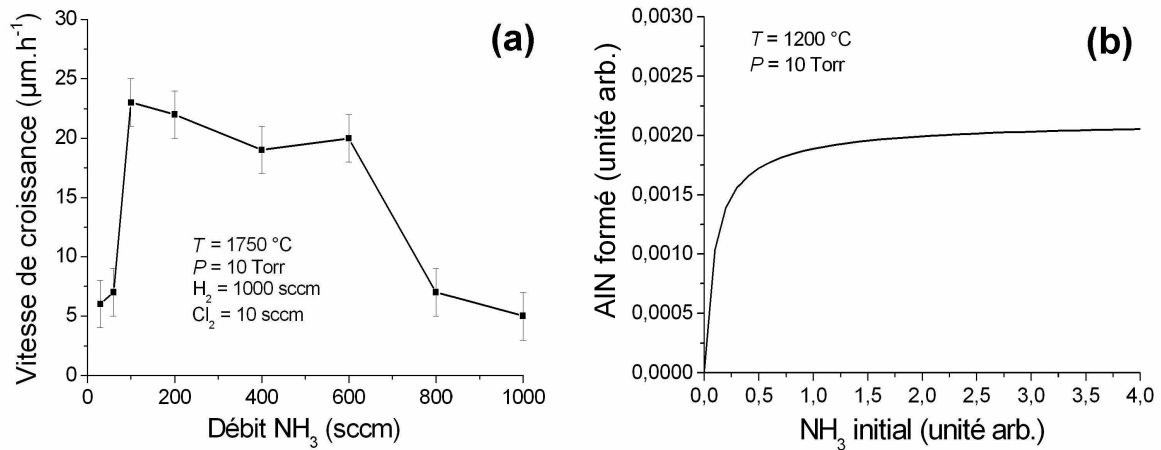 (a)
Vitesse de croissance (µm.h⁻¹)
30
25
20
15
10
5
0
T = 1750 °C
P = 10 Torr
H₂ = 1000 sccm
Cl₂ = 10 sccm
0 200 400 600 800 1000
Débit NH₃ (sccm)
(b)
AlN formé (unité arb.)
0,0030
0,0025
0,0020
0,0015
0,0010
0,0005
0,0000
T = 1200 °C
P = 10 Torr
0,0 0,5 1,0 1,5 2,0 2,5 3,0 3,5 4,0
NH₃ initial (unité arb.)